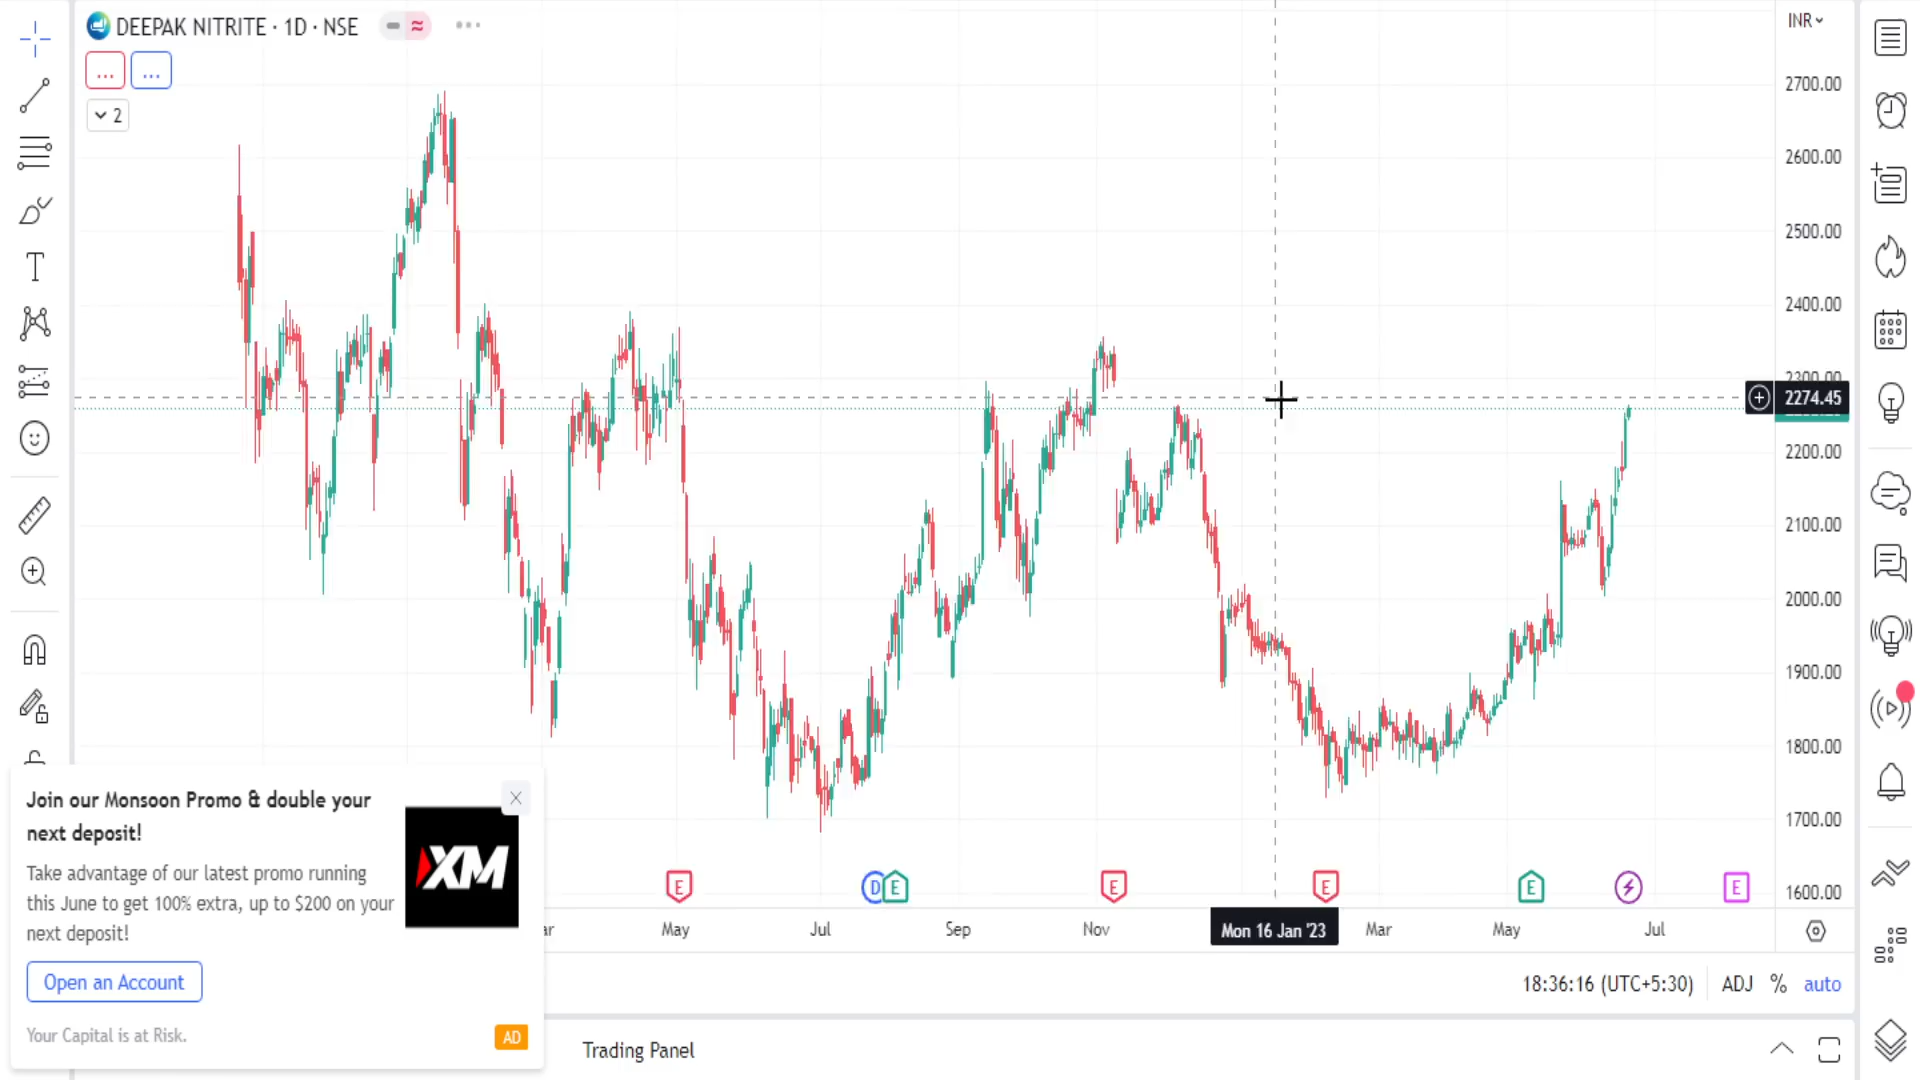 DEEPAK NITRITE · 1D · NSE
INR
...
...
2
2700.00
2600.00
2500.00
2400.00
2300.00
2274.45
2200.00
2100.00
2000.00
1900.00
1800.00
1700.00
1600.00
T
Join our Monsoon Promo & double your
next deposit!
XM
Take advantage of our latest promo running
this June to get 100% extra, up to $200 on your
next deposit!
Open an Account
Your Capital is at Risk.
AD
E
D
E
E
E
E
E
May
Jul
Sep
Nov
Mon 16 Jan '23
Mar
May
Jul
18:36:16 (UTC+5:30)
ADJ
%
auto
Trading Panel